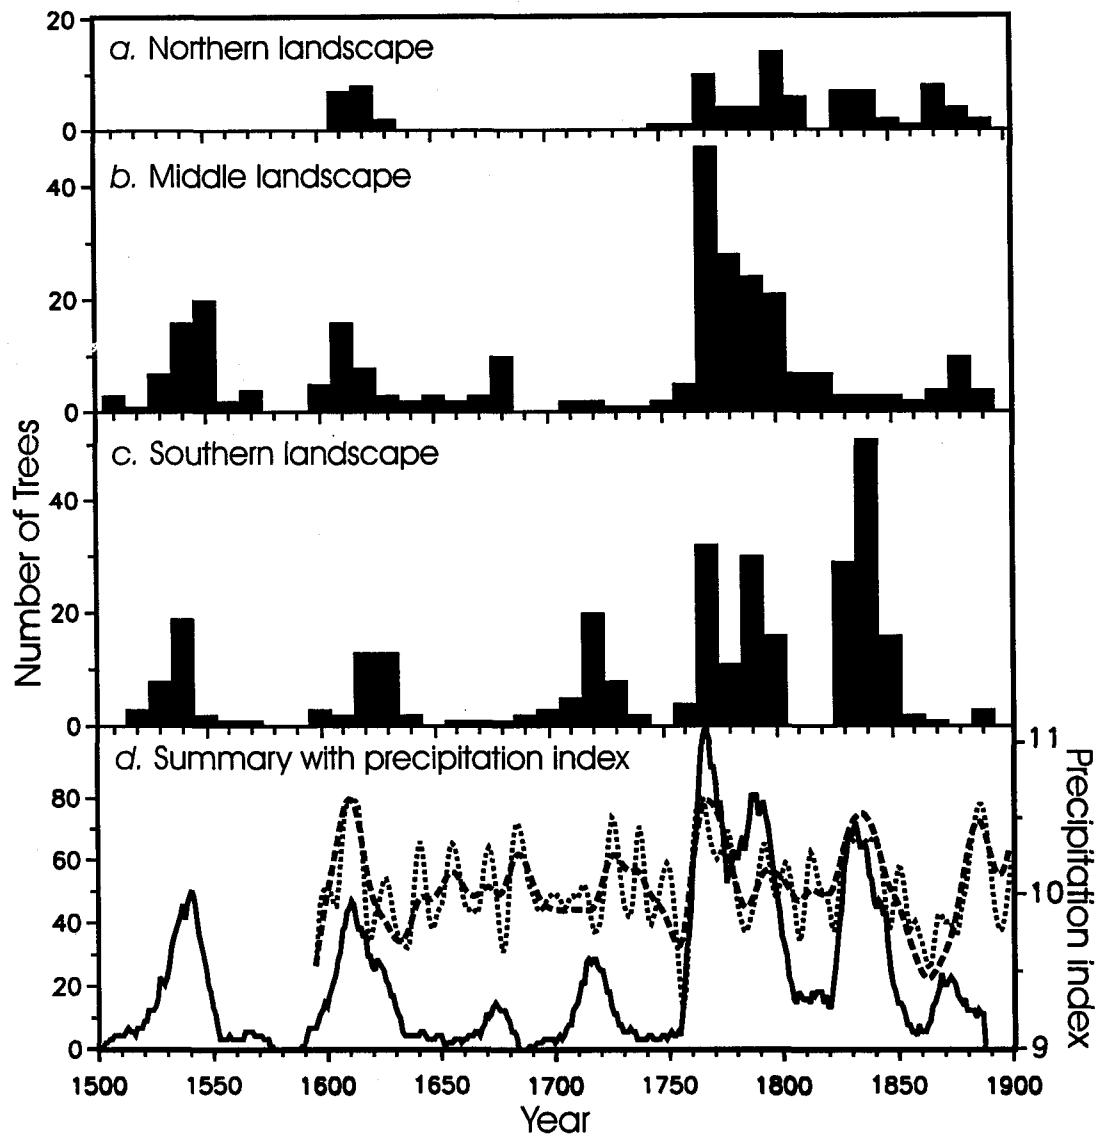 20
a. Northern landscape
0
b. Middle landscape
40
20
0
c. Southern landscape
40
20
0
Number of Trees
d. Summary with precipitation index
11
80
60
10
40
20
0
9
Precipitation index
1500 1550 1600 1650 1700 1750 1800 1850 1900
Year